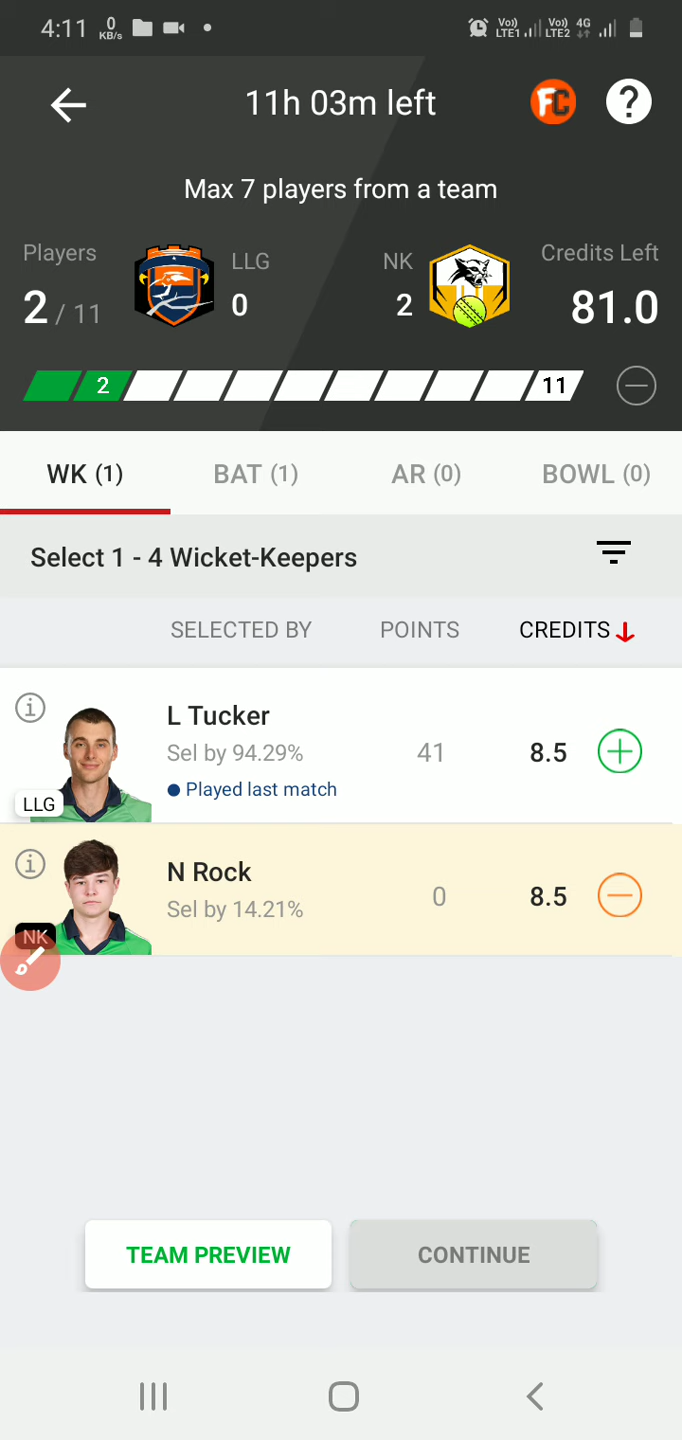 4:11 0 KB/s Vo)) LTE1 Vo)) LTE2 4G
11h 03m left FC ?
Max 7 players from a team
Players LLG NK Credits Left
2 / 11 0 2 81.0
2 11
WK (1) BAT (1) AR (0) BOWL (0)
Select 1 - 4 Wicket-Keepers
SELECTED BY POINTS CREDITS
L Tucker
Sel by 94.29% 41 8.5
Played last match
LLG
N Rock
Sel by 14.21% 0 8.5
NK
TEAM PREVIEW CONTINUE